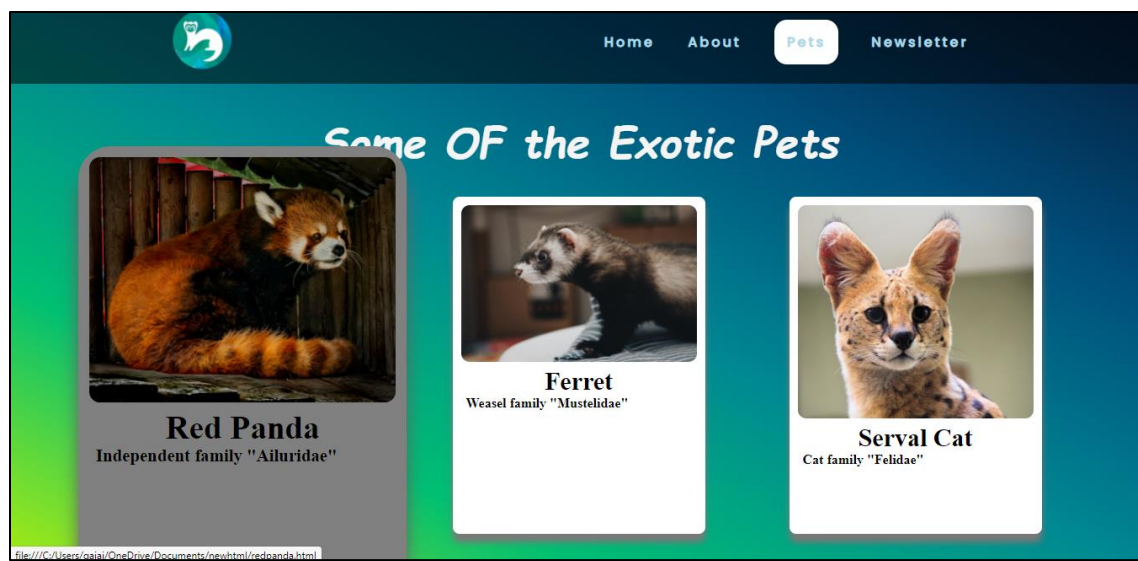 Home About Pets Newsletter
Some OF the Exotic Pets
Red Panda
Independent family "Ailuridae"
Ferret
Weasel family "Mustelidae"
Serval Cat
Cat family "Felidae"
file:///C:/Users/gajai/OneDrive/Documents/newhtml/redpanda.html